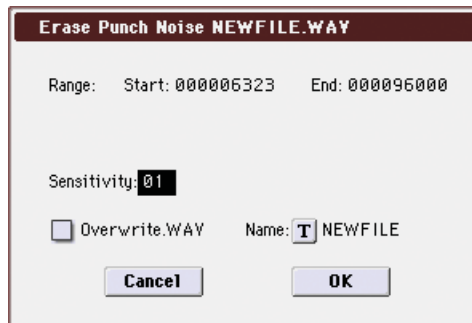 Erase Punch Noise NEWFILE.WAV
Range: Start: 000006323 End: 000096000
Sensitivity: 01
Overwrite.WAV Name: T NEWFILE
Cancel OK